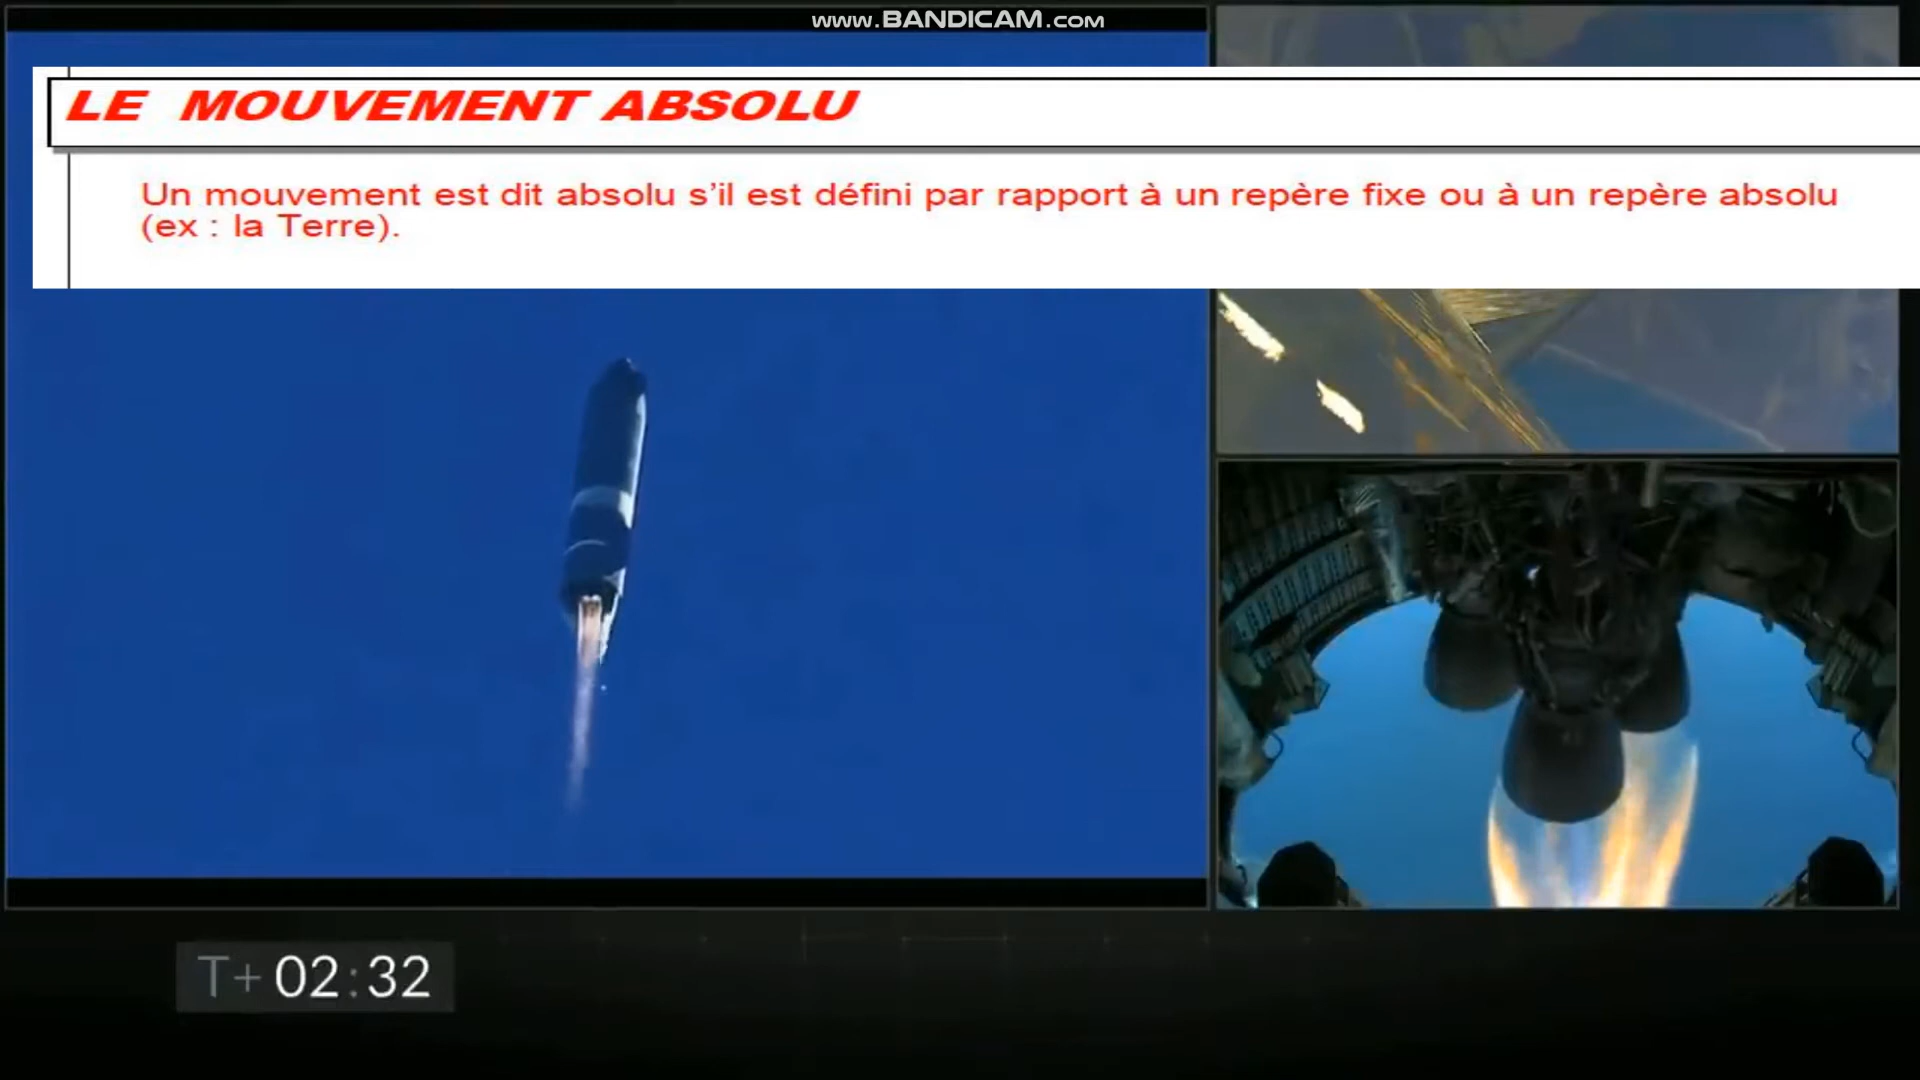 www.BANDICAM.com
LE MOUVEMENT ABSOLU
Un mouvement est dit absolu s’il est défini par rapport à un repère fixe ou à un repère absolu
(ex : la Terre).
T+ 02:32